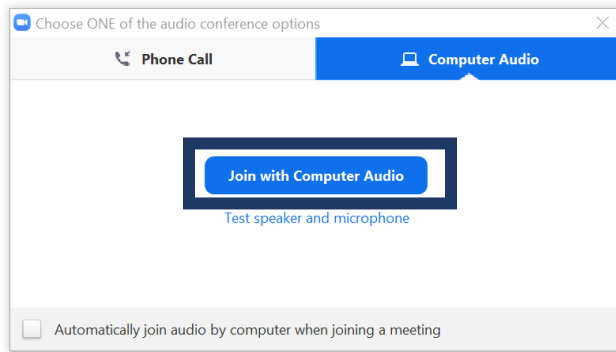 Choose ONE of the audio conference options
Phone Call
Computer Audio
Join with Computer Audio
Test speaker and microphone
Automatically join audio by computer when joining a meeting